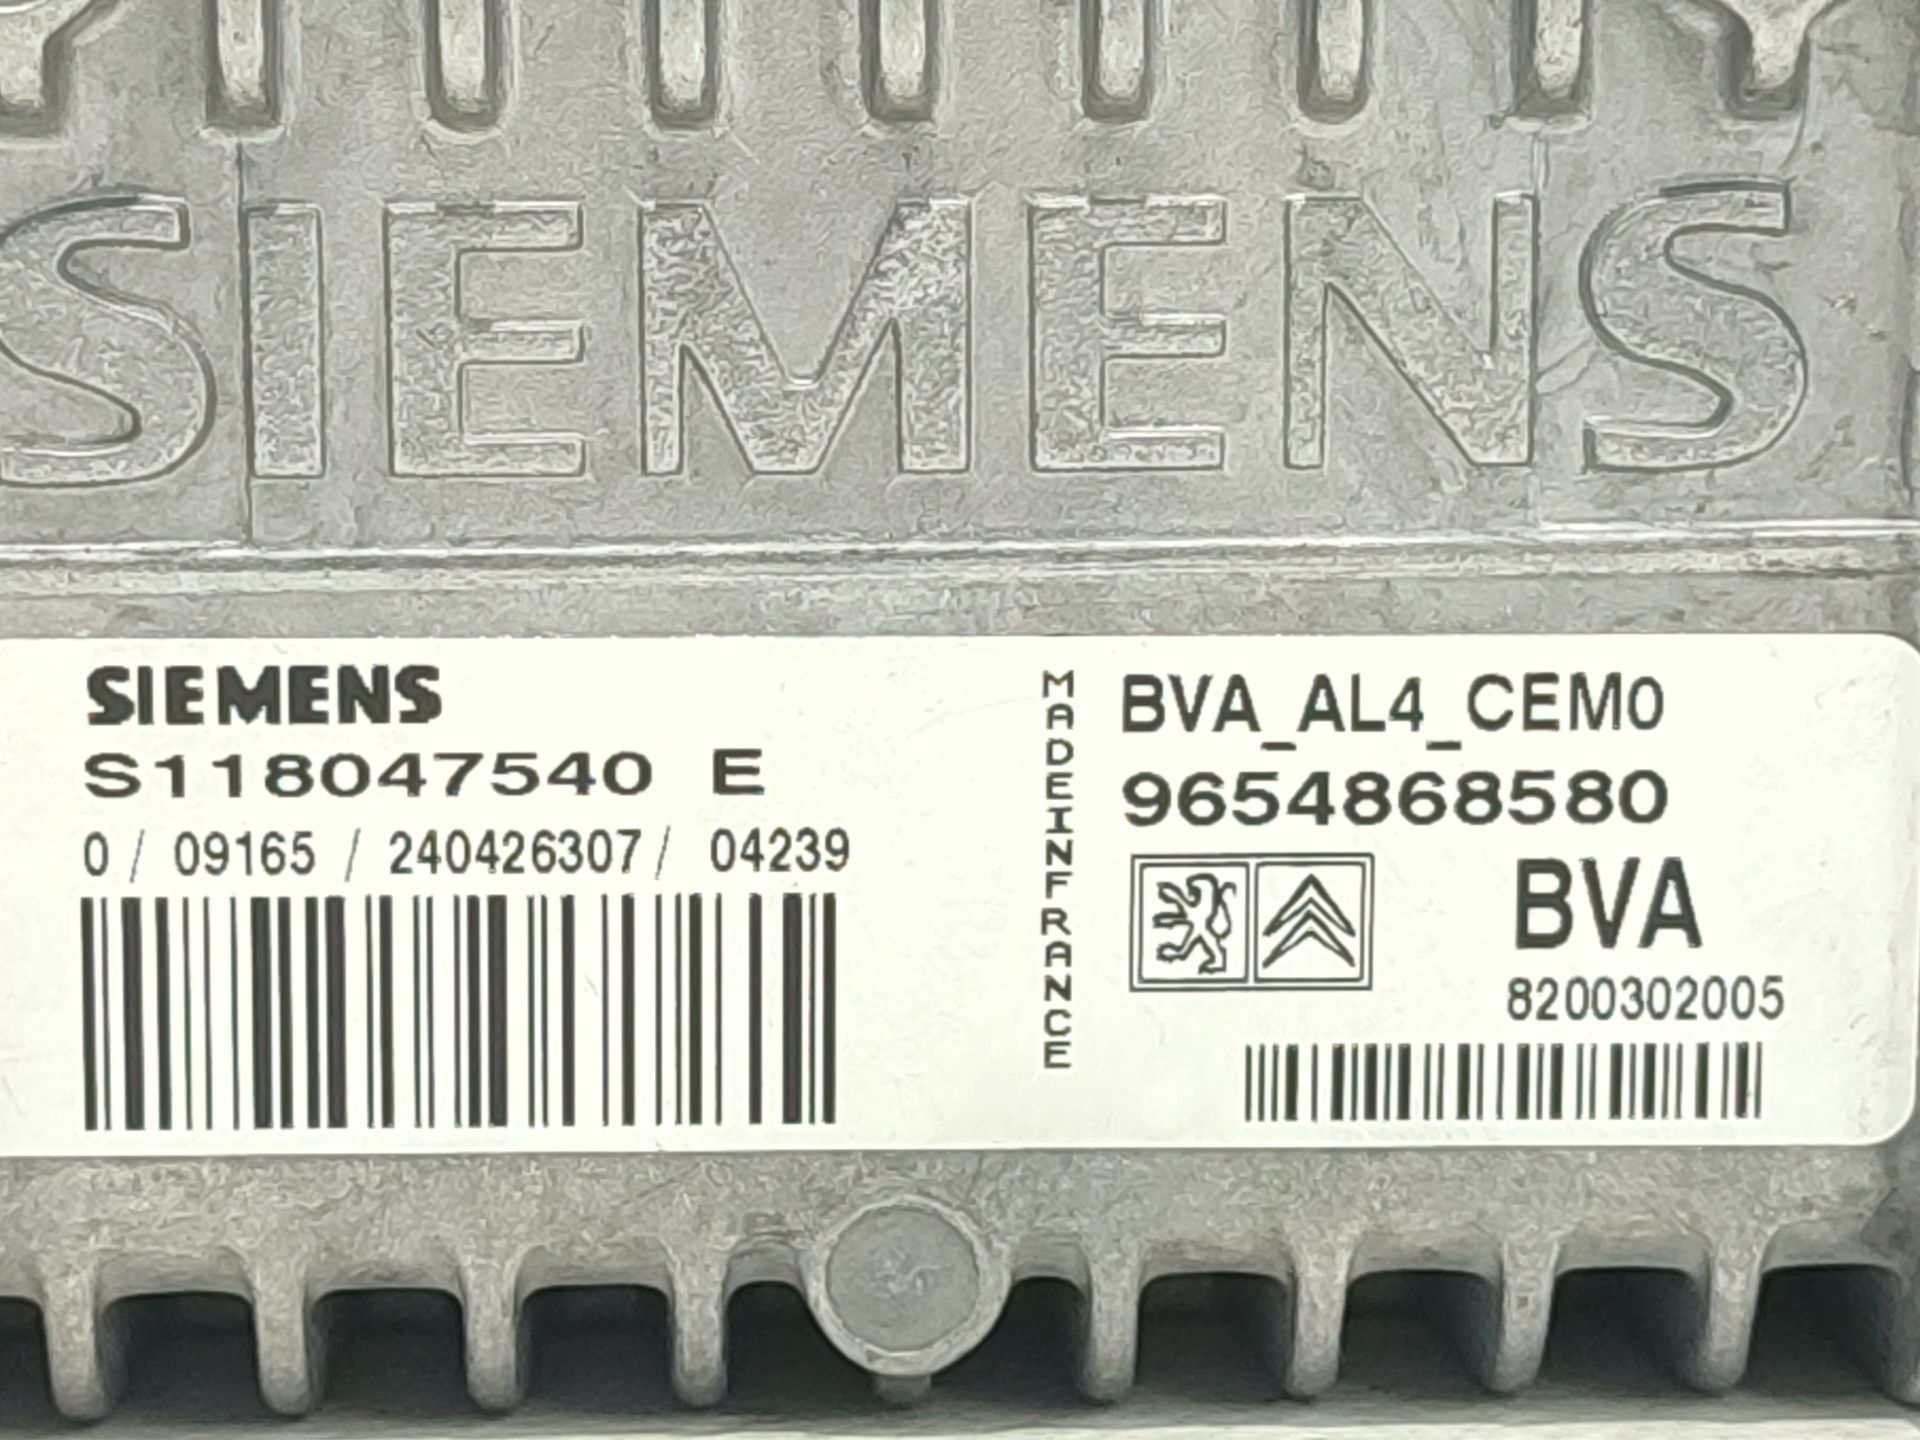 SIEMENS
SIEMENS
S118047540 E
0 / 09165 / 240426307 / 04239
MADEINFRANCE
BVA_AL4_CEM0
9654868580
BVA
8200302005